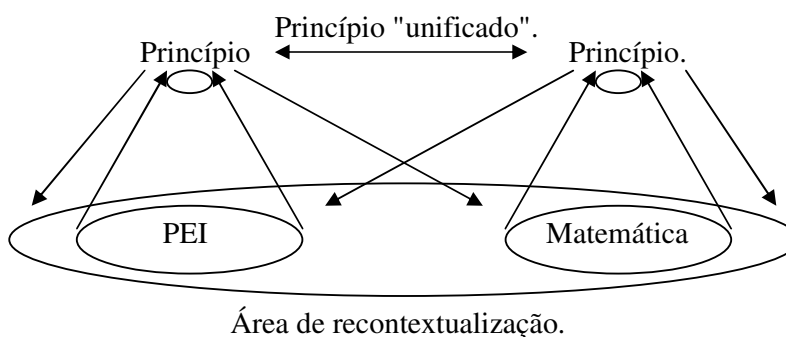 Princípio "unificado".
Princípio
Princípio.
PEI
Matemática
Área de recontextualização.